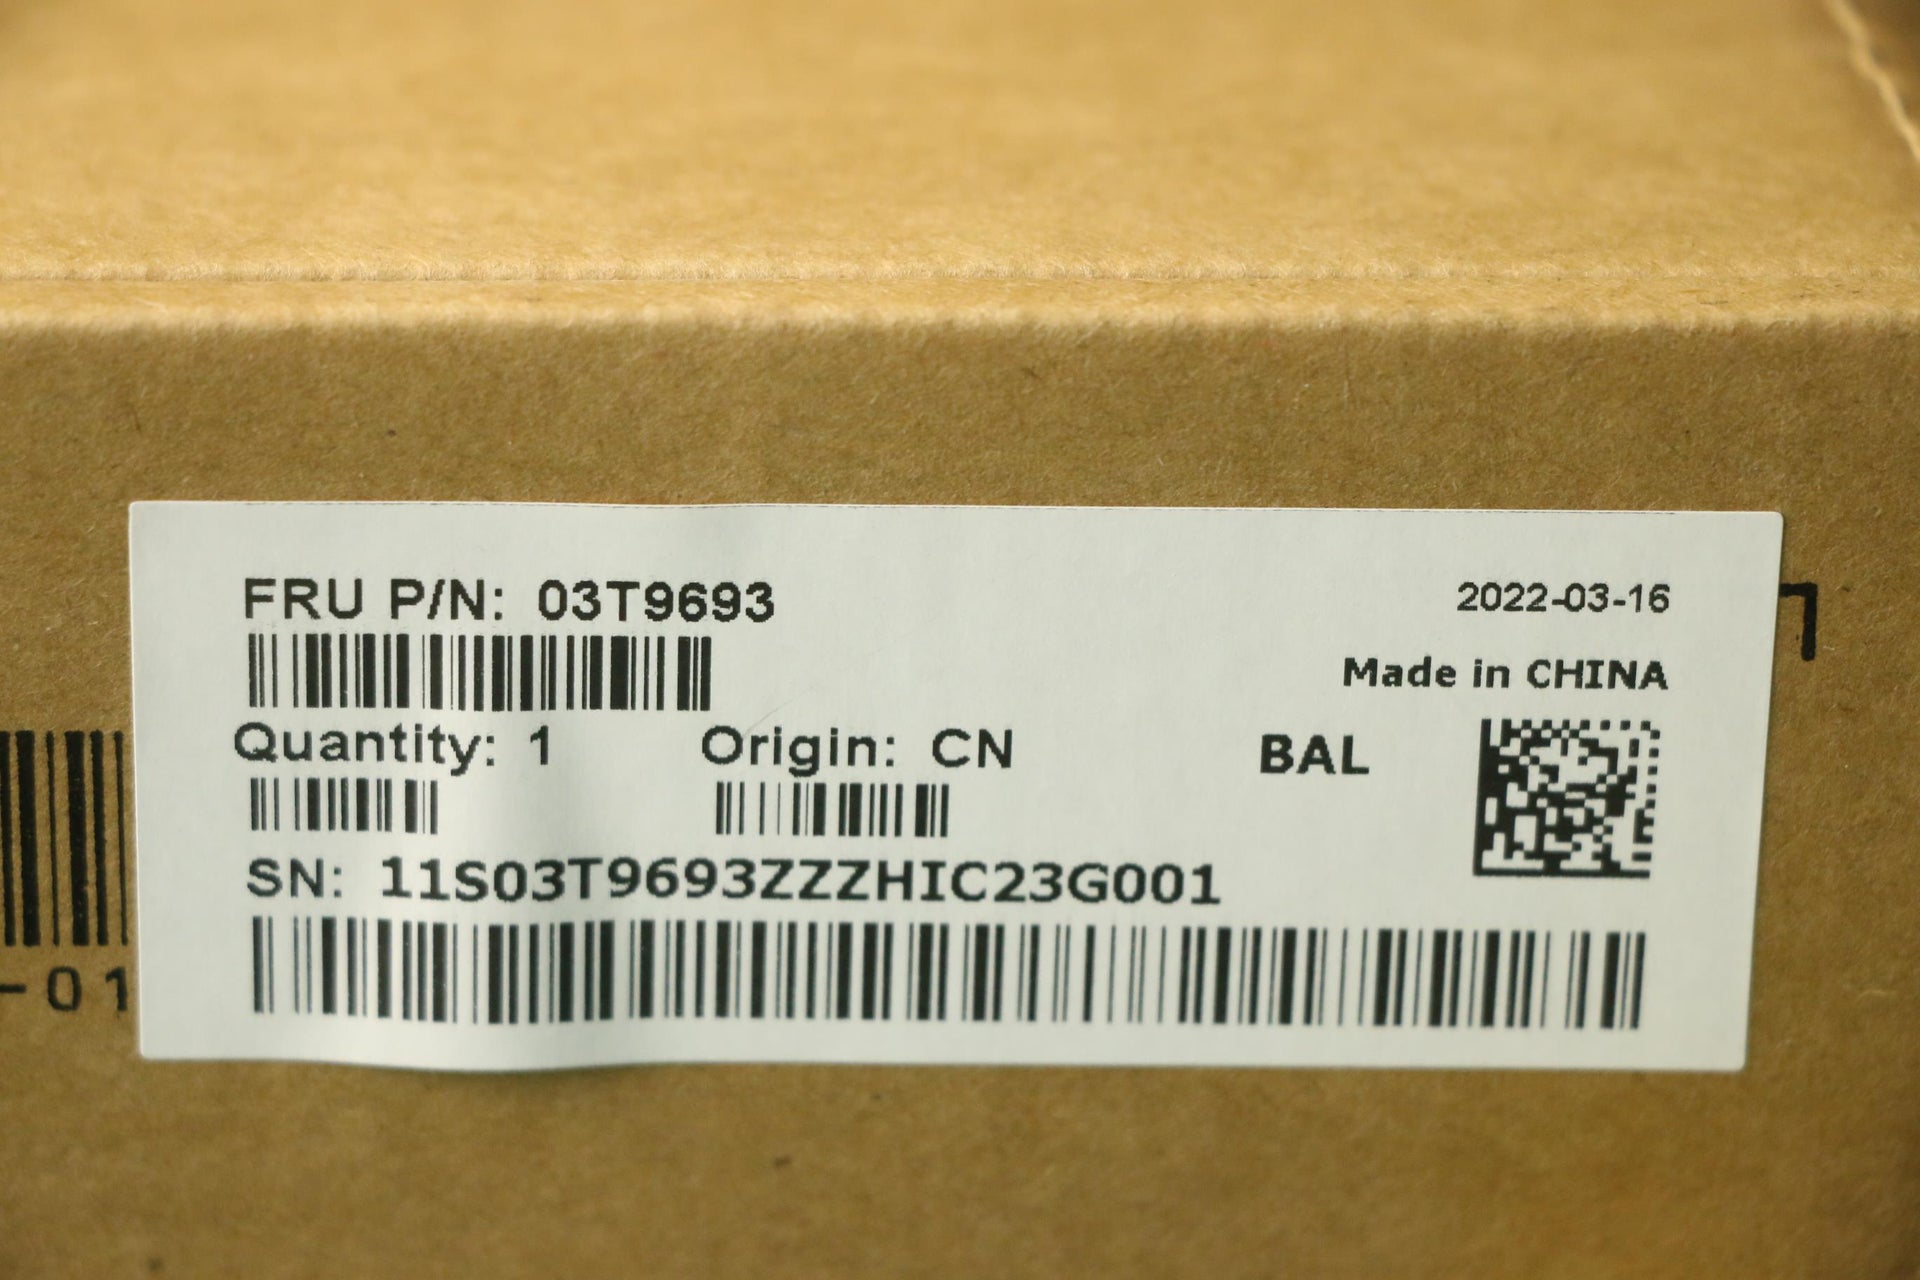 FRU P/N: 03T9693
2022-03-16
Made in CHINA
Quantity: 1
Origin: CN
BAL
SN: 11S03T9693ZZZHIC23G001
-01